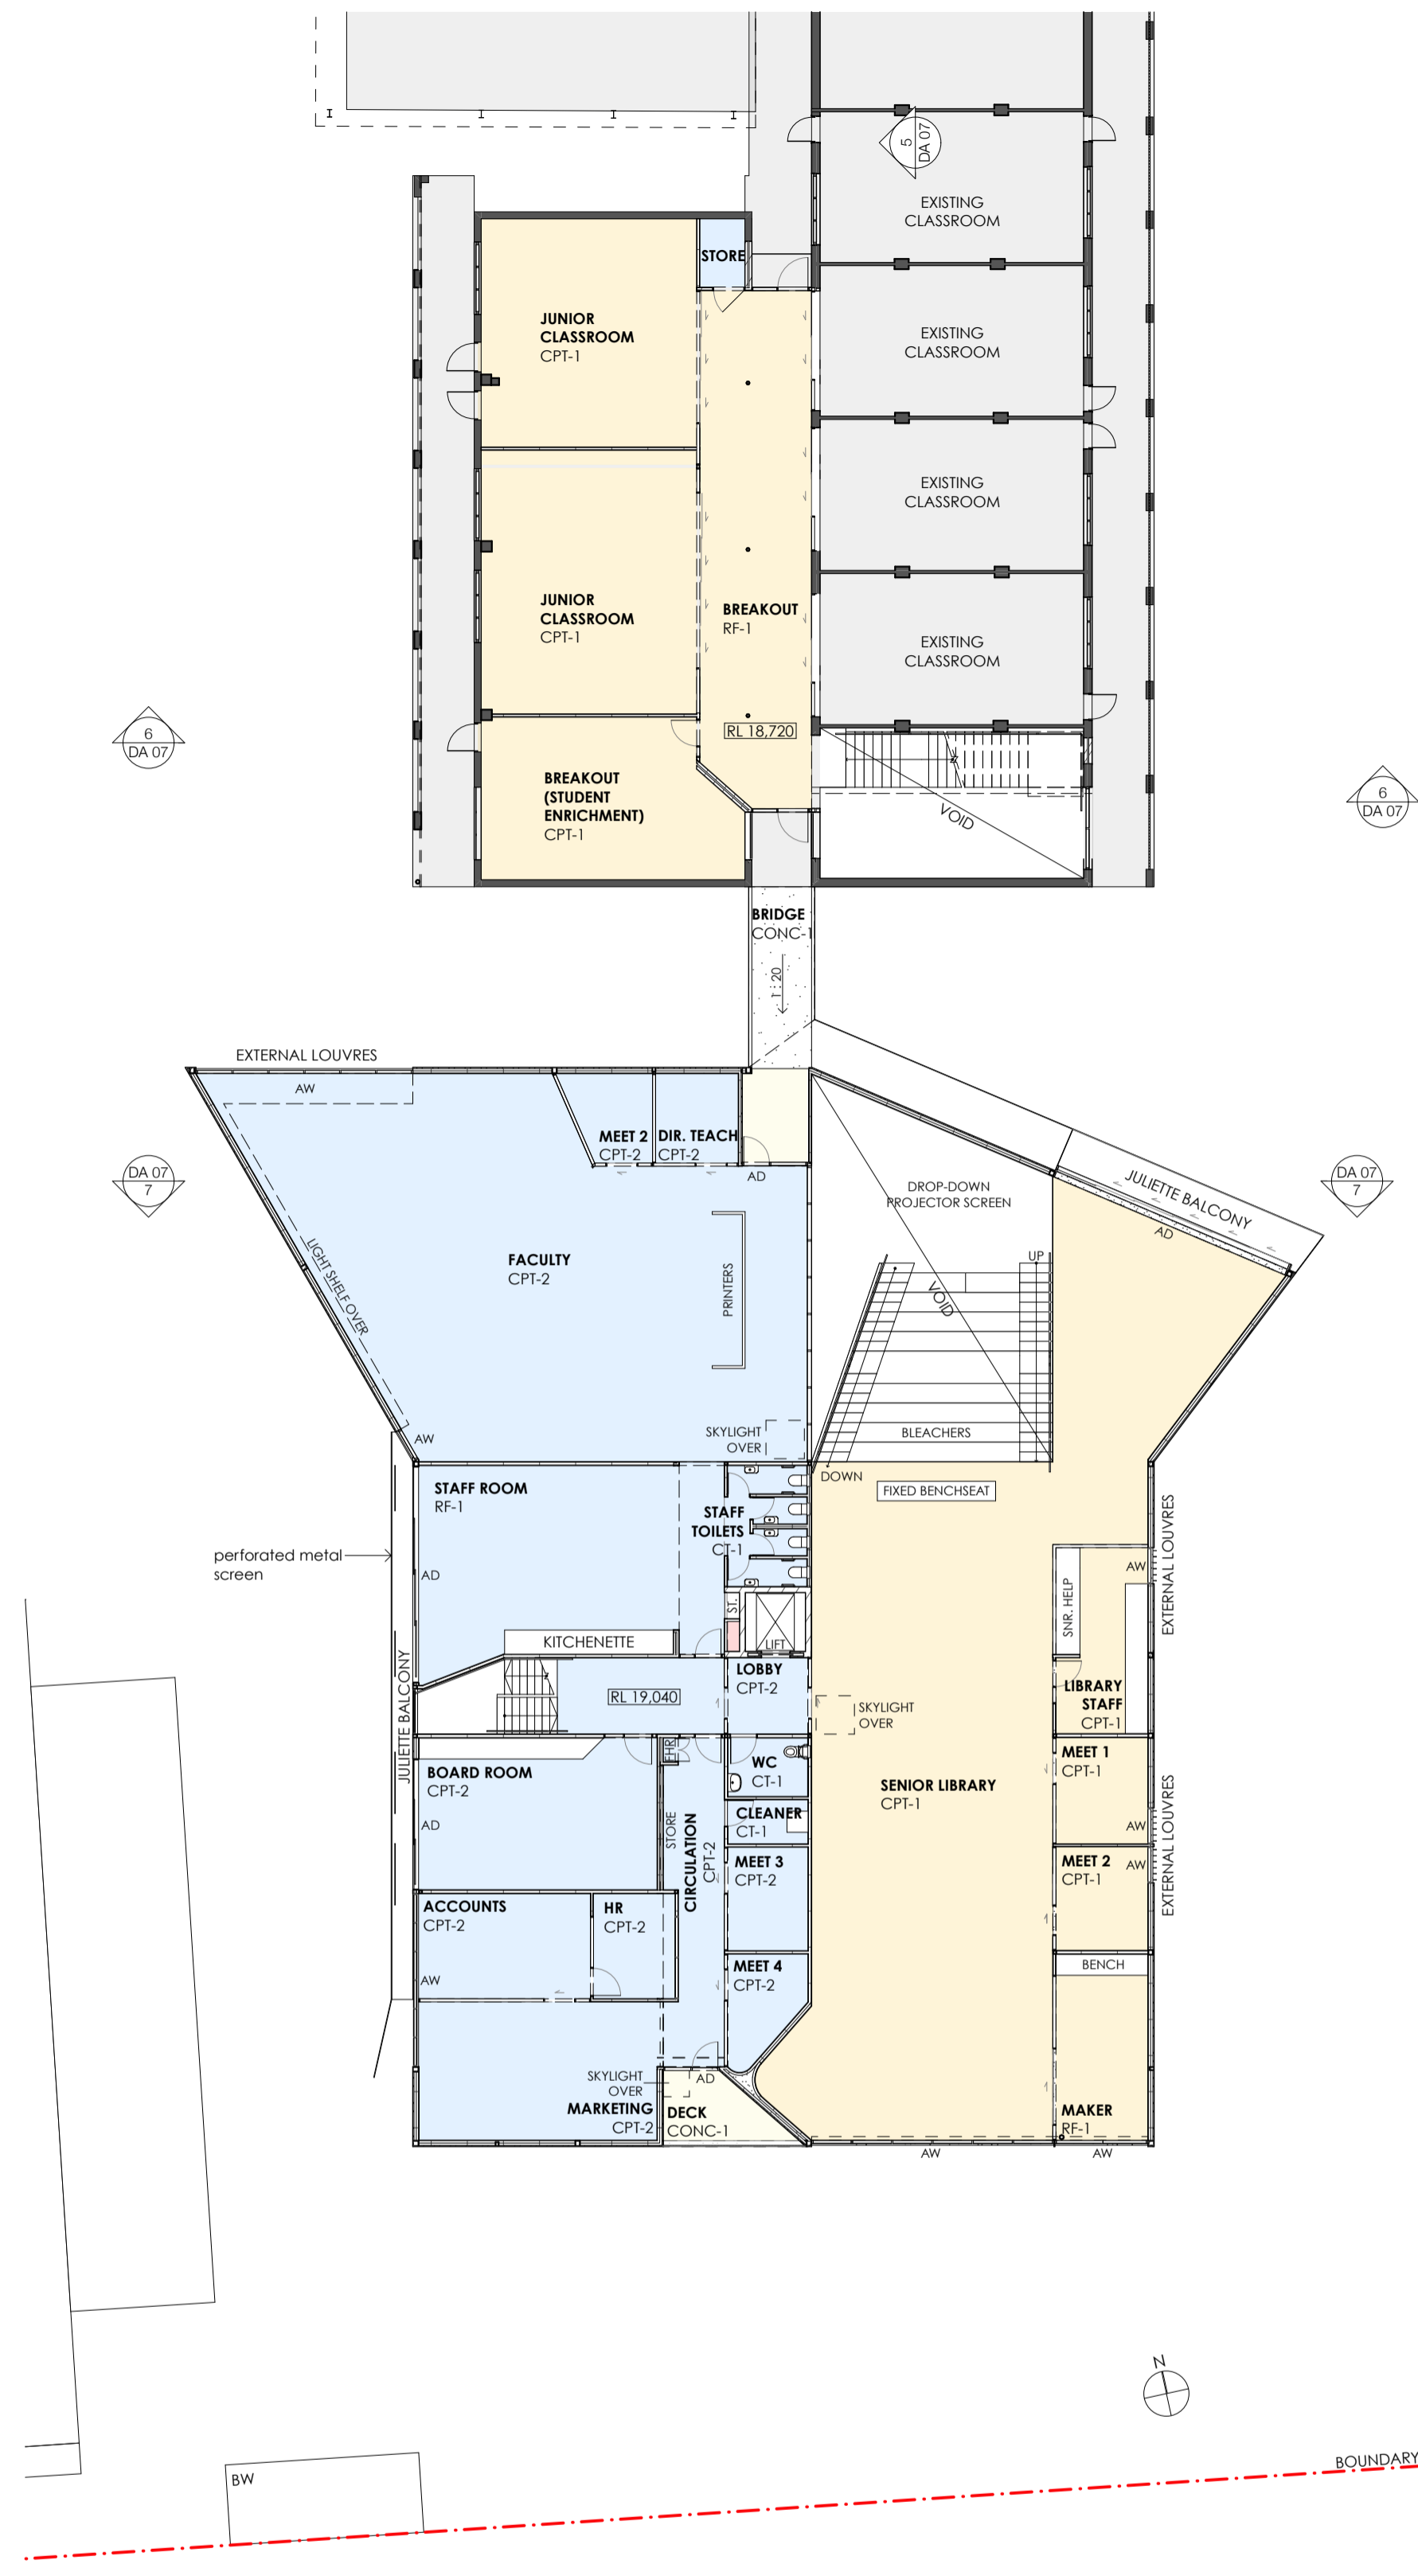 5
DA 07
EXISTING
CLASSROOM
STORE
JUNIOR
CLASSROOM
CPT-1
EXISTING
CLASSROOM
EXISTING
CLASSROOM
JUNIOR
CLASSROOM
CPT-1
BREAKOUT
RF-1
EXISTING
CLASSROOM
RL 18,720
6
DA 07
6
DA 07
BREAKOUT
(STUDENT
ENRICHMENT)
CPT-1
VOID
BRIDGE
CONC-1
1 : 20
EXTERNAL LOUVRES
AW
MEET 2
CPT-2
DIR. TEACH
CPT-2
AD
DA 07
7
DA 07
7
DROP-DOWN
PROJECTOR SCREEN
JULIETTE BALCONY
AD
LIGHT SHELF OVER
FACULTY
CPT-2
PRINTERS
UP
VOID
SKYLIGHT
OVER
BLEACHERS
AW
DOWN
FIXED BENCHSEAT
STAFF ROOM
RF-1
STAFF
TOILETS
CT-1
EXTERNAL LOUVRES
perforated metal
screen
AD
AW
SNR. HELP
ST.
LIFT
KITCHENETTE
JULIETTE BALCONY
LOBBY
CPT-2
RL 19,040
SKYLIGHT
OVER
LIBRARY
STAFF
CPT-1
FHR
WC
CT-1
MEET 1
CPT-1
BOARD ROOM
CPT-2
SENIOR LIBRARY
CPT-1
EXTERNAL LOUVRES
AD
STORE
CIRCULATION
CPT-2
CLEANER
CT-1
AW
MEET 3
CPT-2
MEET 2
CPT-1
AW
ACCOUNTS
CPT-2
HR
CPT-2
AW
MEET 4
CPT-2
BENCH
SKYLIGHT
OVER
AD
MARKETING
CPT-2
DECK
CONC-1
MAKER
RF-1
AW
AW
N
BW
BOUNDARY